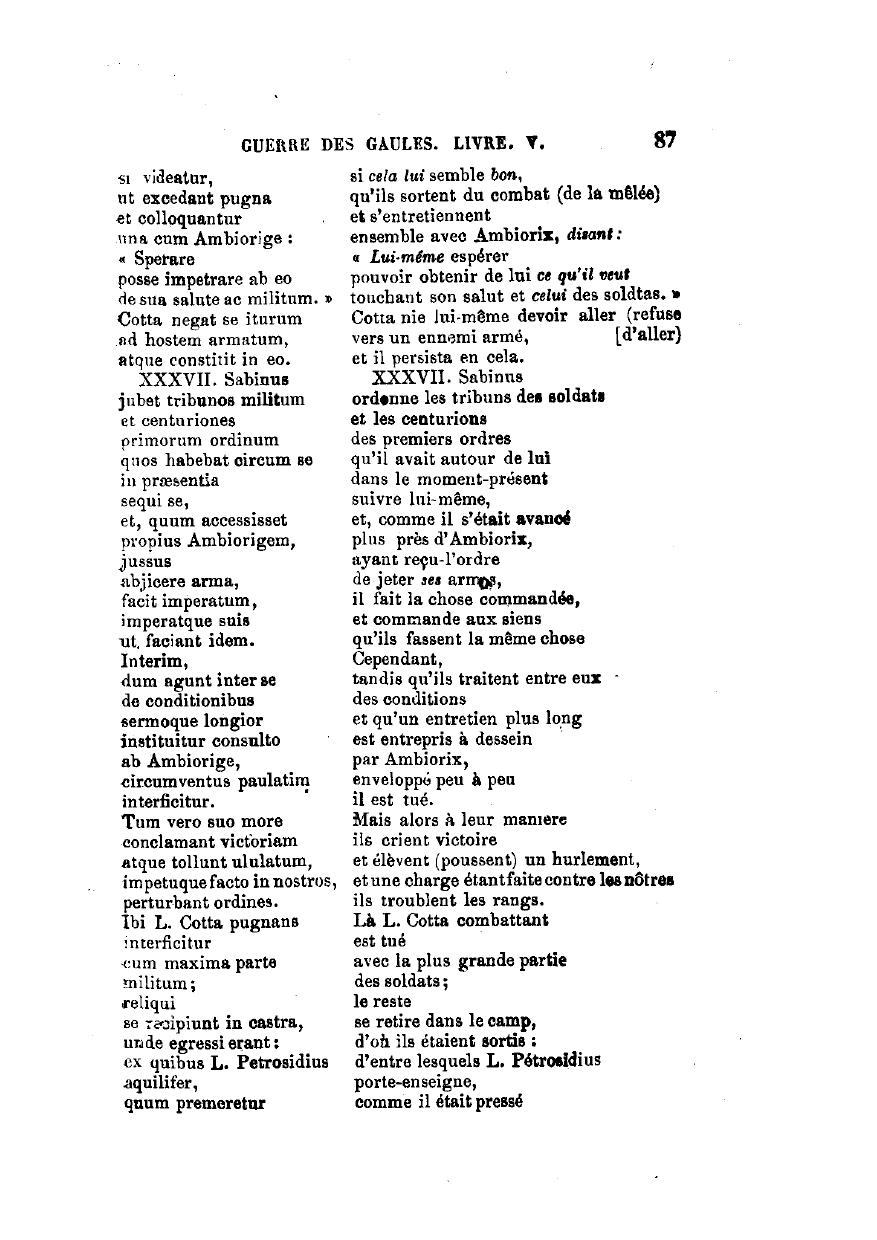 GUERRE DES GAULES. LIVRE. V. 87
si videatur, si cela lui semble bon,
ut excedant pugna qu'ils sortent du combat (de la mêlée)
et colloquantur et s'entretiennent
una cum Ambiorige : ensemble avec Ambiorix, disant :
« Sperare « Lui-même espérer
posse impetrare ab eo pouvoir obtenir de lui ce qu'il veut
de sua salute ac militum. » touchant son salut et celui des soldtas. »
Cotta negat se iturum Cotta nie lui-même devoir aller (refuse
ad hostem armatum, vers un ennemi armé, [d'aller)
atque constitit in eo. et il persista en cela.
XXXVII. Sabinus XXXVII. Sabinus
jubet tribunos militum ordonne les tribuns des soldats
et centuriones et les centurions
primorum ordinum des premiers ordres
quos habebat circum se qu'il avait autour de lui
in præsentia dans le moment-présent
sequi se, suivre lui-même,
et, quum accessisset et, comme il s'était avancé
propius Ambiorigem, plus près d'Ambiorix,
jussus ayant reçu-l'ordre
abjicere arma, de jeter ses armes,
facit imperatum, il fait la chose commandée,
imperatque suis et commande aux siens
ut faciant idem. qu'ils fassent la même chose
Interim, Cependant,
dum agunt inter se tandis qu'ils traitent entre eux
de conditionibus des conditions
sermoque longior et qu'un entretien plus long
instituitur consulto est entrepris à dessein
ab Ambiorige, par Ambiorix,
circumventus paulatim enveloppé peu à peu
interficitur. il est tué.
Tum vero suo more Mais alors à leur manière
conclamant victoriam ils crient victoire
atque tollunt ululatum, et élèvent (poussent) un hurlement,
impetuque facto in nostros, et une charge étant faite contre les nôtres
perturbant ordines. ils troublent les rangs.
Ibi L. Cotta pugnans Là L. Cotta combattant
interficitur est tué
cum maxima parte avec la plus grande partie
militum ; des soldats ;
reliqui le reste
se recipiunt in castra, se retire dans le camp,
unde egressi erant : d'où ils étaient sortis :
ex quibus L. Petrosidius d'entre lesquels L. Pétrosidius
aquilifer, porte-enseigne,
quum premeretur comme il était pressé